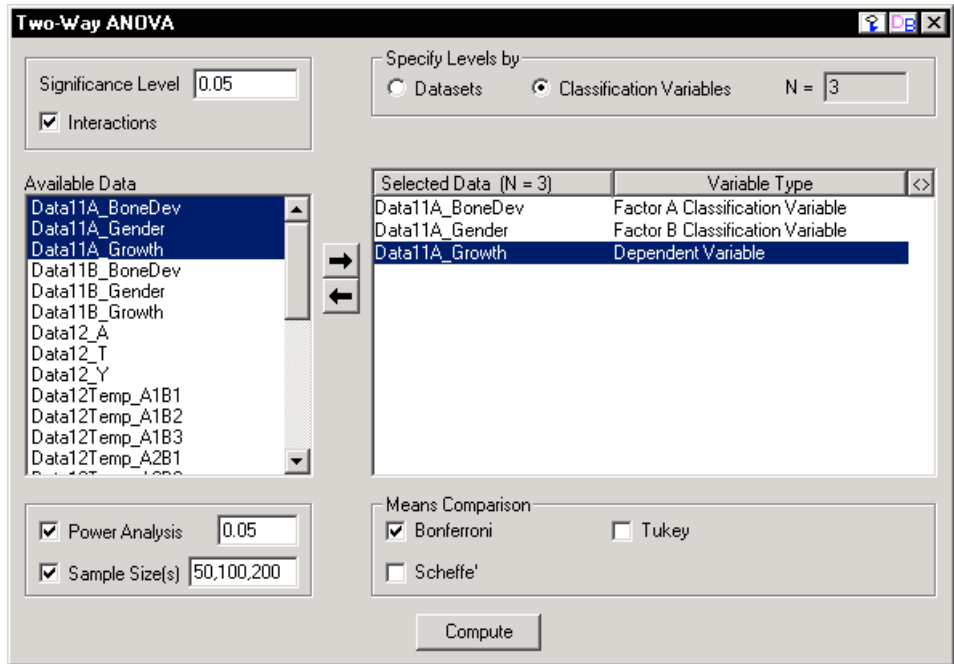 Two-Way ANOVA
DB
Significance Level 0.05
Interactions
Specify Levels by
Datasets Classification Variables N = 3
Available Data
Data11A_BoneDev
Data11A_Gender
Data11A_Growth
Data11B_BoneDev
Data11B_Gender
Data11B_Growth
Data12_A
Data12_T
Data12_Y
Data12Temp_A1B1
Data12Temp_A1B2
Data12Temp_A1B3
Data12Temp_A2B1
Selected Data (N = 3) Variable Type <>
Data11A_BoneDev Factor A Classification Variable
Data11A_Gender Factor B Classification Variable
Data11A_Growth Dependent Variable
Power Analysis 0.05
Sample Size(s) 50,100,200
Means Comparison
Bonferroni Tukey
Scheffe'
Compute